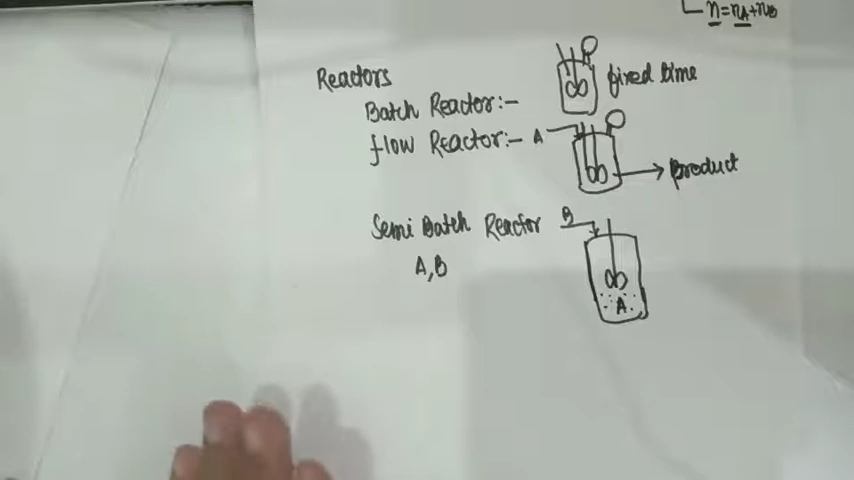 n = nA + nB
Reactors
Batch Reactor:- fixed time
flow Reactor:- A product
Semi Batch Reactor B
A,B
A